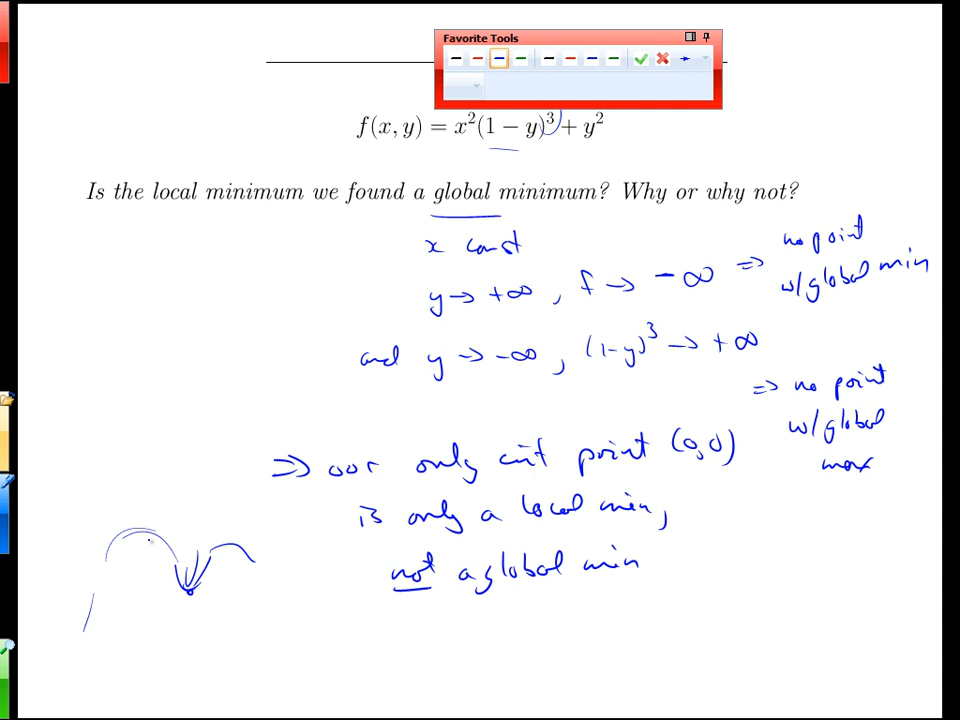 Favorite Tools
f(x, y) = x²(1 − y)³ + y²
Is the local minimum we found a global minimum? Why or why not?
x const
y → +∞, f → −∞ ⇒ no point w/ global min
and y → −∞, (1−y)³ → +∞
⇒ no point w/ global max
⇒ our only crit point (0,0)
is only a local min,
not a global min